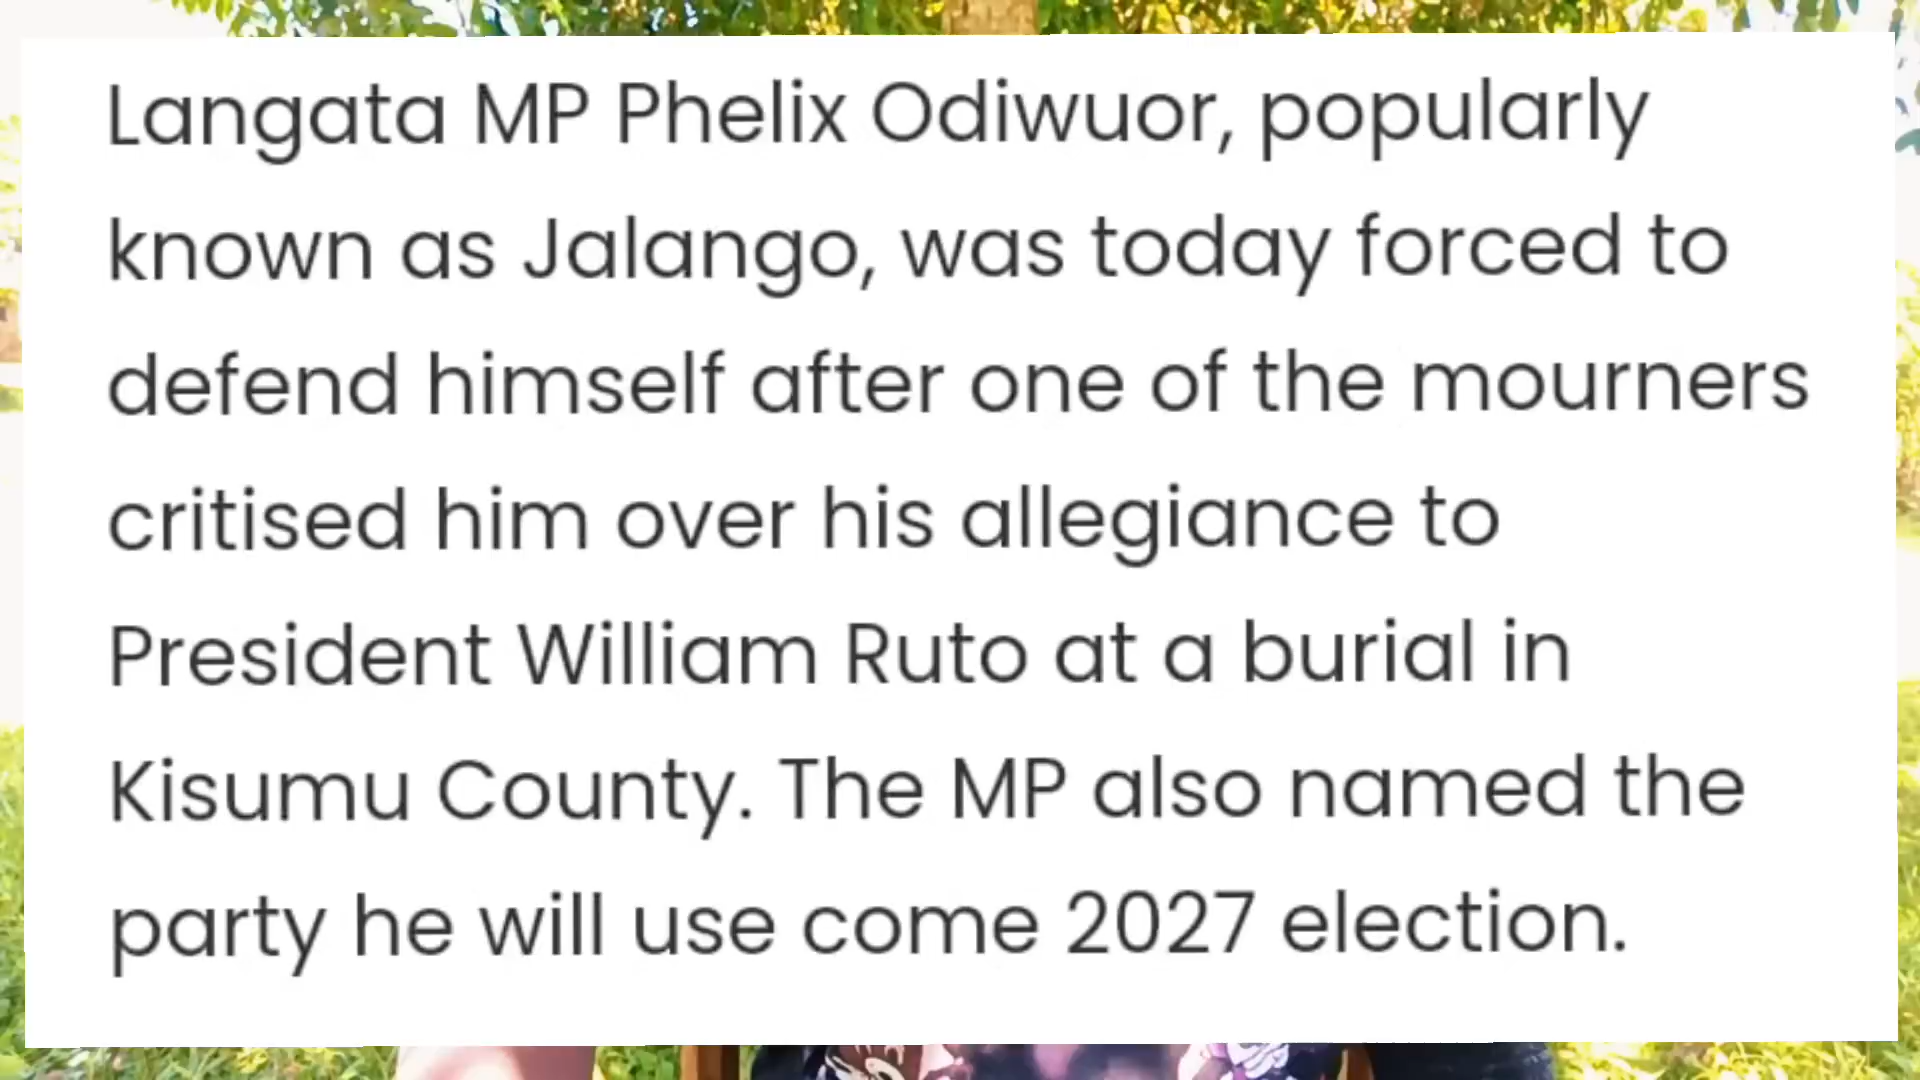 Langata MP Phelix Odiwuor, popularly
known as Jalango, was today forced to
defend himself after one of the mourners
critised him over his allegiance to
President William Ruto at a burial in
Kisumu County. The MP also named the
party he will use come 2027 election.